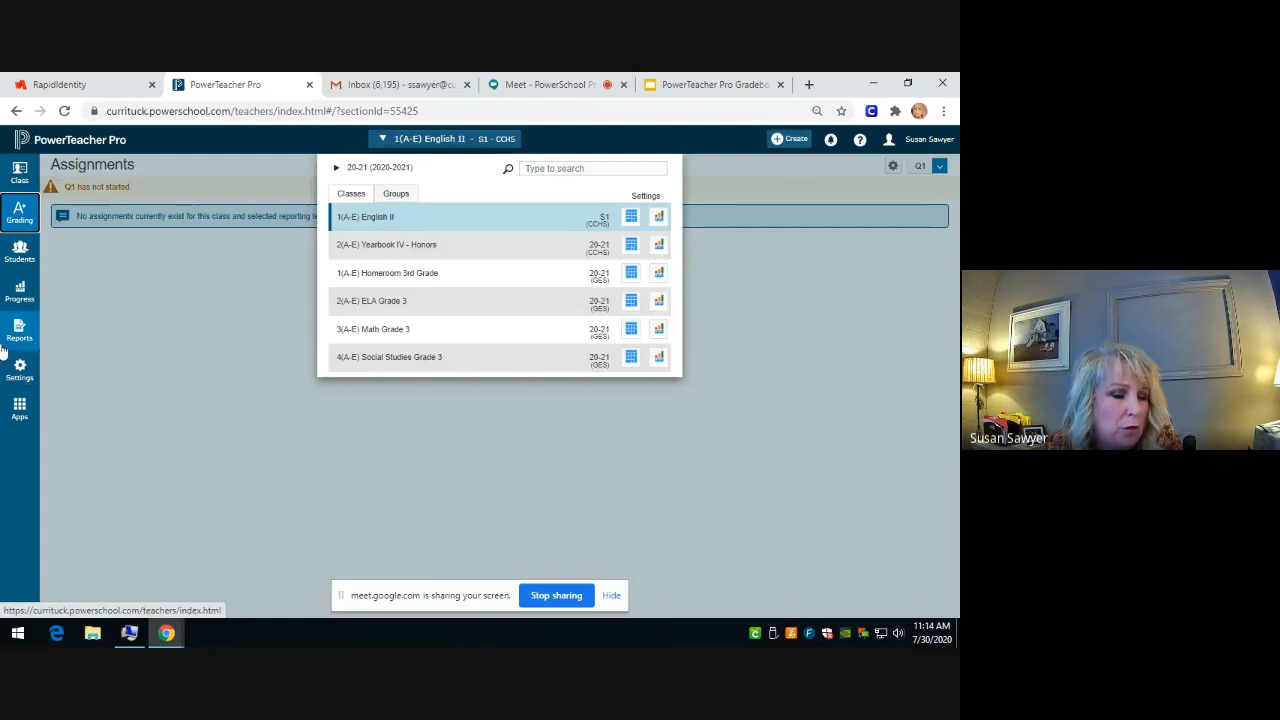 RapidIdentity
PowerTeacher Pro
Inbox (6,195) - ssawyer@cu
Meet - PowerSchool P
PowerTeacher Pro Gradebo
currituck.powerschool.com/teachers/index.html#/?sectionId=55425
PowerTeacher Pro
1(A-E) English II - S1 - CCHS
Create
Susan Sawyer
Class
Grading
Students
Progress
Reports
Settings
Apps
Assignments
Q1
Q1 has not started.
No assignments currently exist for this class and selected reporting te
20-21 (2020-2021)
Type to search
Classes
Groups
Settings
1(A-E) English II S1 (CCHS)
2(A-E) Yearbook IV - Honors 20-21 (CCHS)
1(A-E) Homeroom 3rd Grade 20-21 (GES)
2(A-E) ELA Grade 3 20-21 (GES)
3(A-E) Math Grade 3 20-21 (GES)
4(A-E) Social Studies Grade 3 20-21 (GES)
Susan Sawyer
meet.google.com is sharing your screen.
Stop sharing
Hide
https://currituck.powerschool.com/teachers/index.html
11:14 AM
7/30/2020